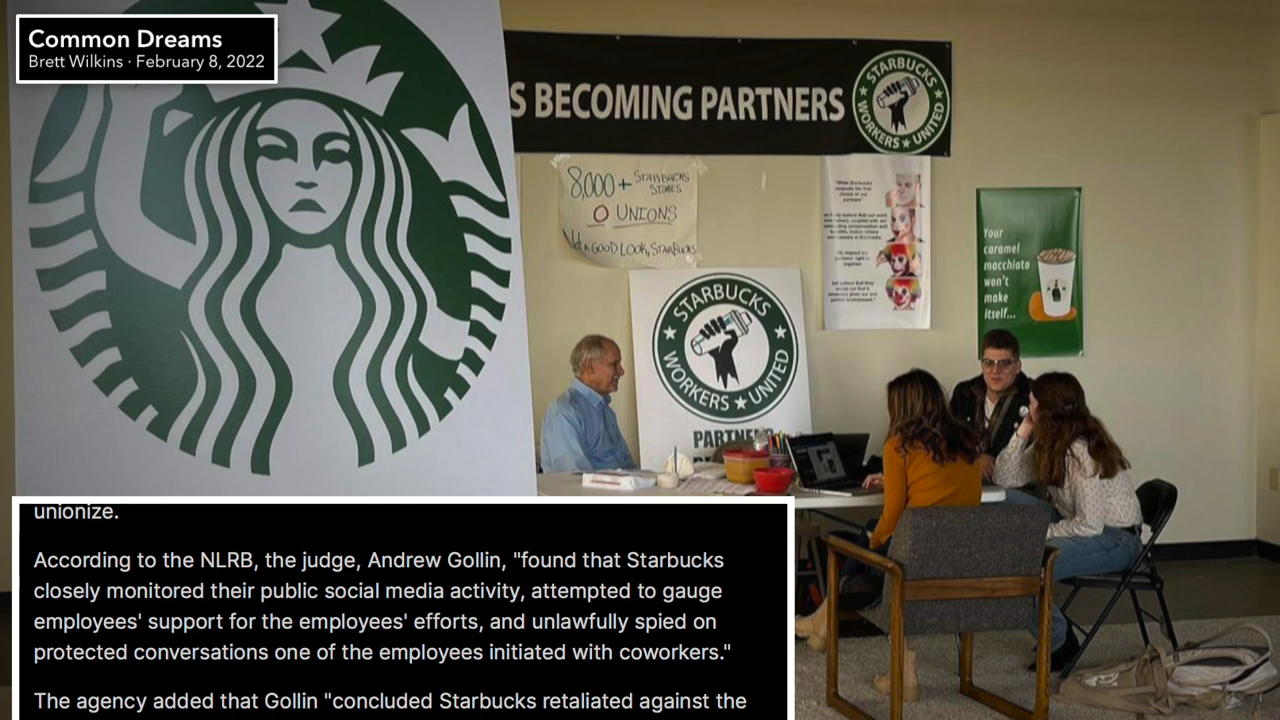 Common Dreams
Brett Wilkins · February 8, 2022
S BECOMING PARTNERS
STARBUCKS
WORKERS UNITED
8,000+ STARBUCKS
STORES
0 UNIONS
A GOOD LOOK, STARBUCKS
STARBUCKS
WORKERS UNITED
PARTNERS
Your
caramel
macchiato
won't
make
itself...
unionize.
According to the NLRB, the judge, Andrew Gollin, "found that Starbucks
closely monitored their public social media activity, attempted to gauge
employees' support for the employees' efforts, and unlawfully spied on
protected conversations one of the employees initiated with coworkers."
The agency added that Gollin "concluded Starbucks retaliated against the